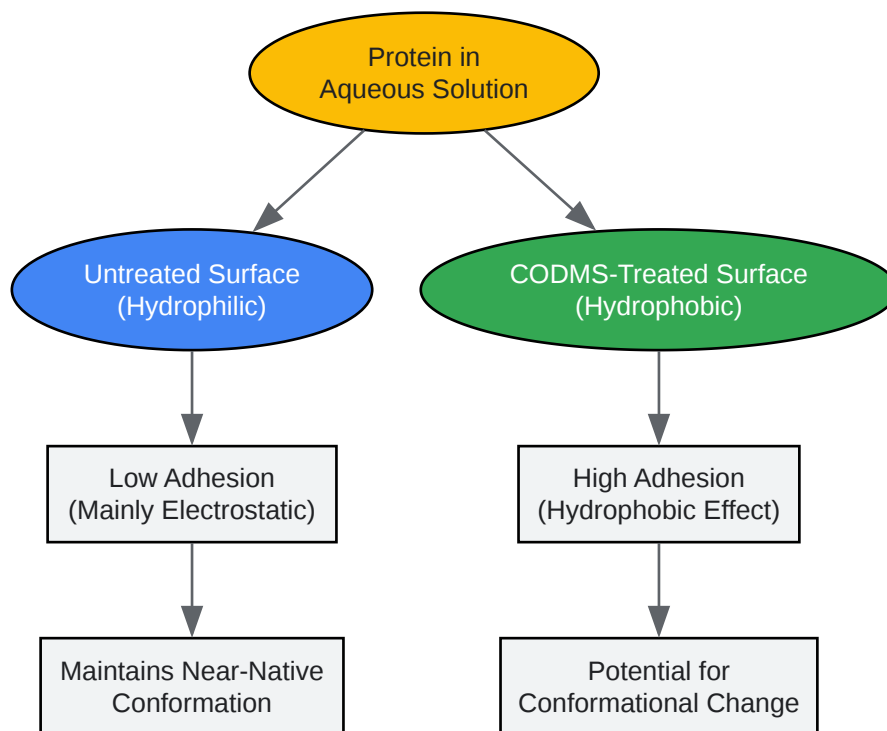 Protein in
Aqueous Solution
Untreated Surface
(Hydrophilic)
CODMS-Treated Surface
(Hydrophobic)
Low Adhesion
(Mainly Electrostatic)
High Adhesion
(Hydrophobic Effect)
Maintains Near-Native
Conformation
Potential for
Conformational Change